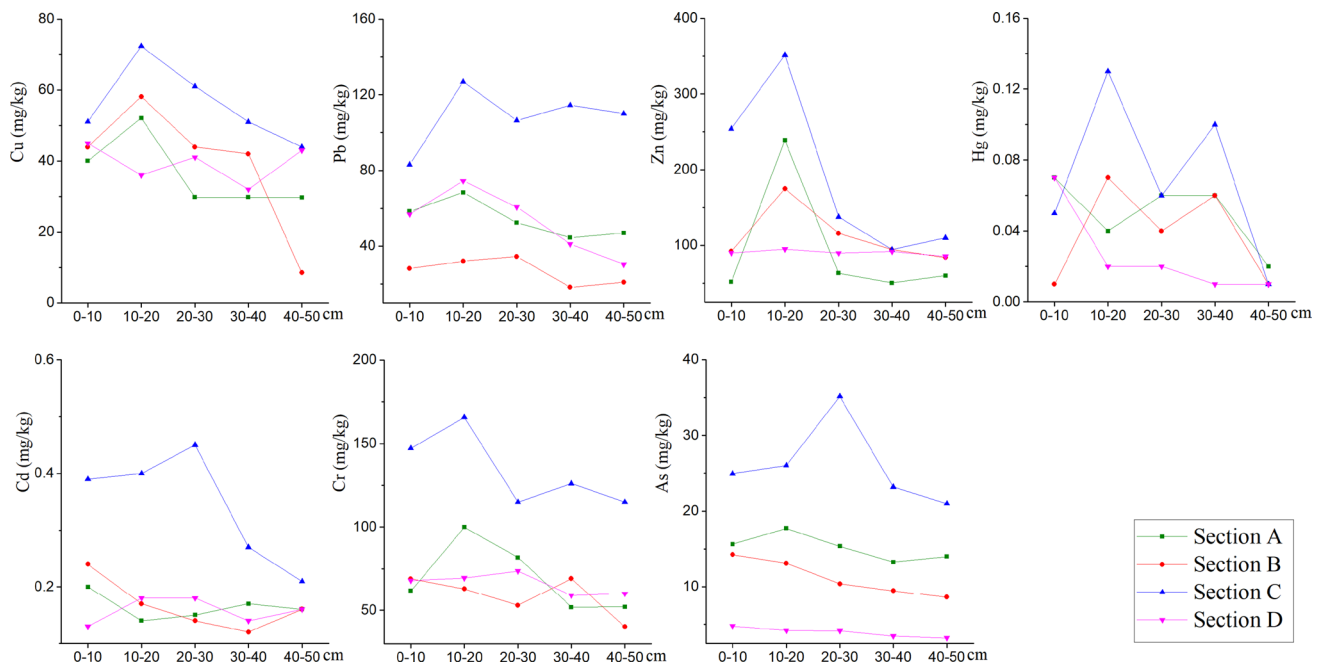 80
60
40
20
0
Cu (mg/kg)
0-10 10-20 20-30 30-40 40-50 cm
160
120
80
40
Pb (mg/kg)
0-10 10-20 20-30 30-40 40-50 cm
400
300
200
100
Zn (mg/kg)
0-10 10-20 20-30 30-40 40-50 cm
0.16
0.12
0.08
0.04
0.00
Hg (mg/kg)
0-10 10-20 20-30 30-40 40-50 cm
0.6
0.4
0.2
Cd (mg/kg)
0-10 10-20 20-30 30-40 40-50
200
150
100
50
Cr (mg/kg)
0-10 10-20 20-30 30-40 40-50
40
30
20
10
As (mg/kg)
0-10 10-20 20-30 30-40 40-50 cm
Section A
Section B
Section C
Section D